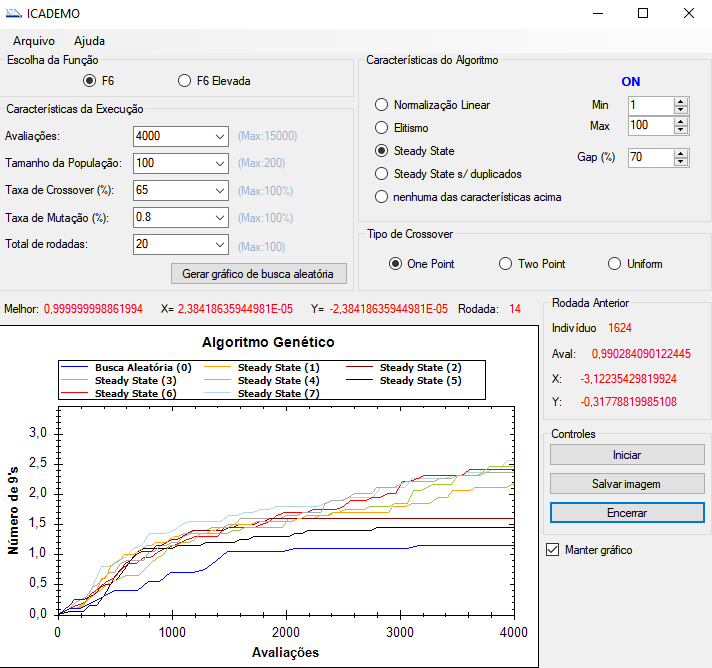 ICADEMO
Arquivo Ajuda
Escolha da Função
F6 F6 Elevada
Características da Execução
Avaliações: 4000 (Max:15000)
Tamanho da População: 100 (Max:200)
Taxa de Crossover (%): 65 (Max:100%)
Taxa de Mutação (%): 0.8 (Max:100%)
Total de rodadas: 20 (Max:100)
Gerar gráfico de busca aleatória
Características do Algoritmo
ON
Normalização Linear Min 1
Elitismo Max 100
Steady State Gap (%) 70
Steady State s/ duplicados
nenhuma das características acima
Tipo de Crossover
One Point Two Point Uniform
Melhor: 0,999999998861994 X= 2,38418635944981E-05 Y= -2,38418635944981E-05 Rodada: 14
Algoritmo Genético
Busca Aleatória (0) Steady State (1) Steady State (2)
Steady State (3) Steady State (4) Steady State (5)
Steady State (6) Steady State (7)
Número de 9's
3,0
2,5
2,0
1,5
1,0
0,5
0,0
0 1000 2000 3000 4000
Avaliações
Rodada Anterior
Indivíduo 1624
Aval: 0,990284090122445
X: -3,12235429819924
Y: -0,31778819985108
Controles
Iniciar
Salvar imagem
Encerrar
Manter gráfico